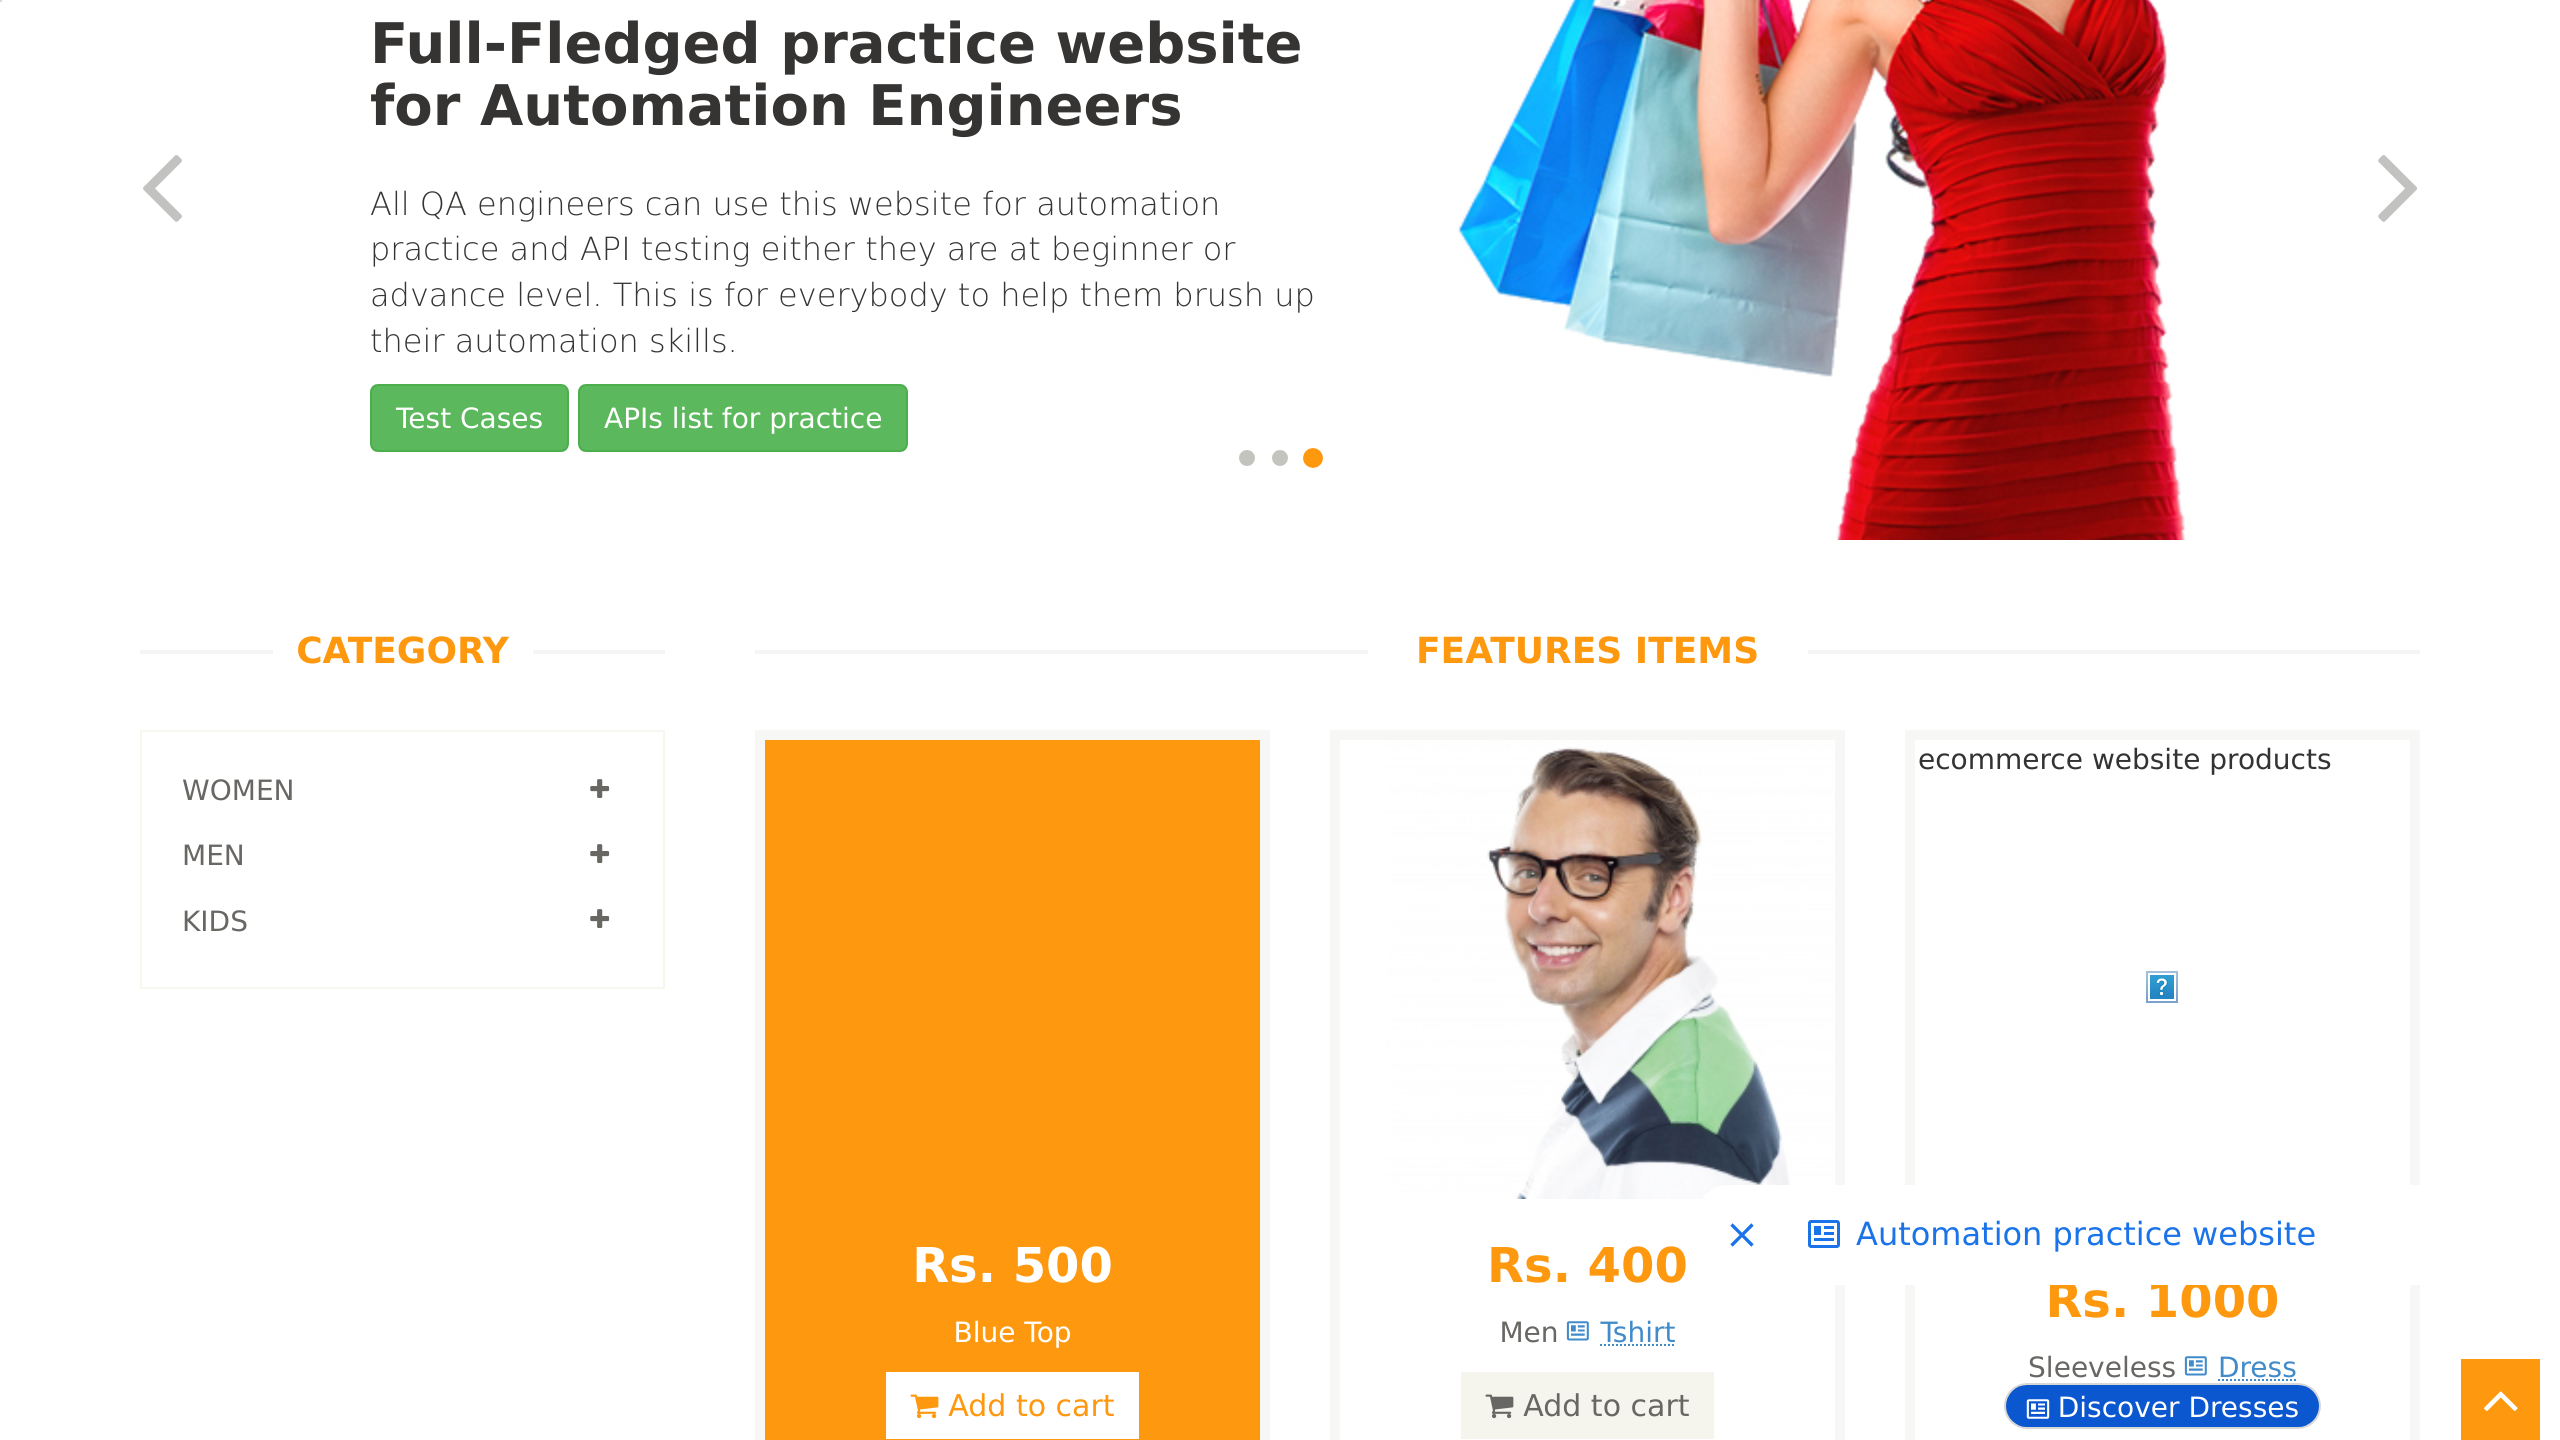 Full-Fledged practice website
for Automation Engineers
All QA engineers can use this website for automation
practice and API testing either they are at beginner or
advance level. This is for everybody to help them brush up
their automation skills.
Test Cases
APIs list for practice
CATEGORY
WOMEN
MEN
KIDS
FEATURES ITEMS
Rs. 500
Blue Top
Add to cart
Rs. 400
Men Tshirt
Add to cart
ecommerce website products
Automation practice website
Rs. 1000
Sleeveless Dress
Discover Dresses